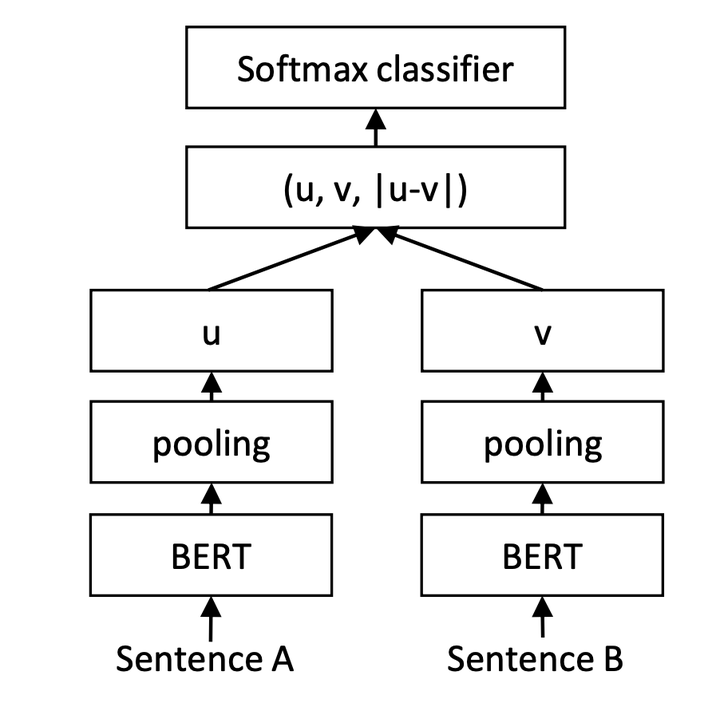 Softmax classifier
(u, v, |u-v|)
u
v
pooling
pooling
BERT
BERT
Sentence A
Sentence B